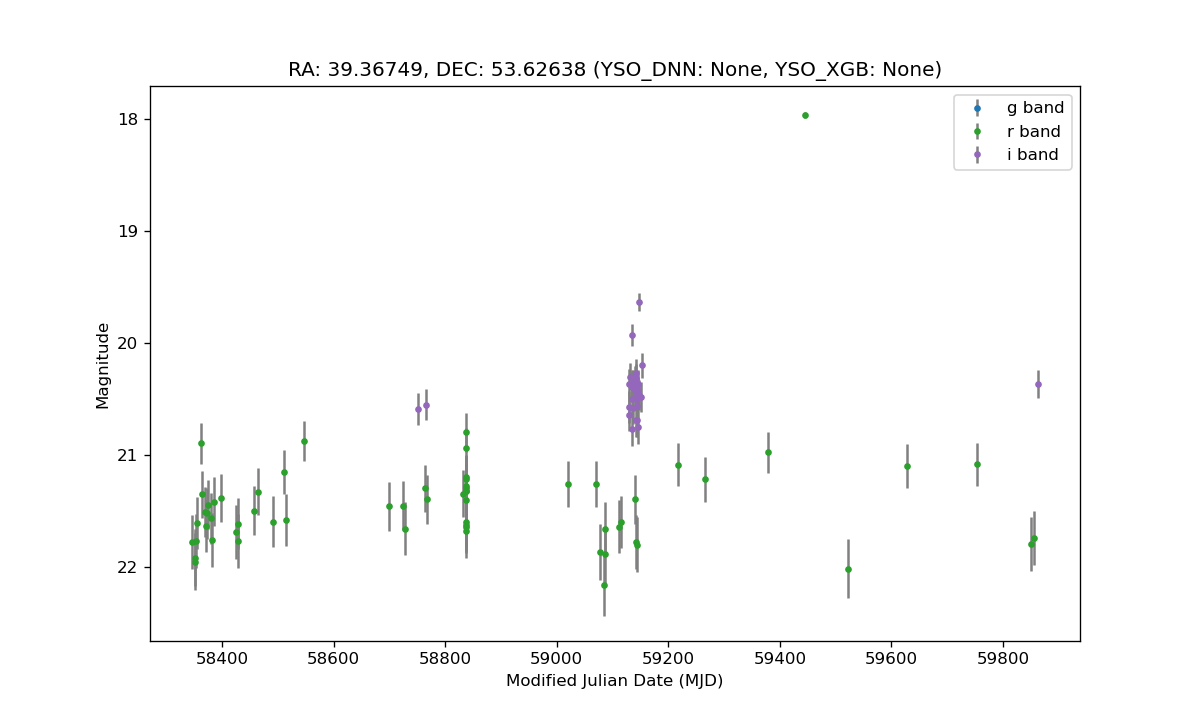 RA: 39.36749, DEC: 53.62638 (YSO_DNN: None, YSO_XGB: None)
g band
r band
i band
18
19
20
21
22
Magnitude
58400 58600 58800 59000 59200 59400 59600 59800
Modified Julian Date (MJD)